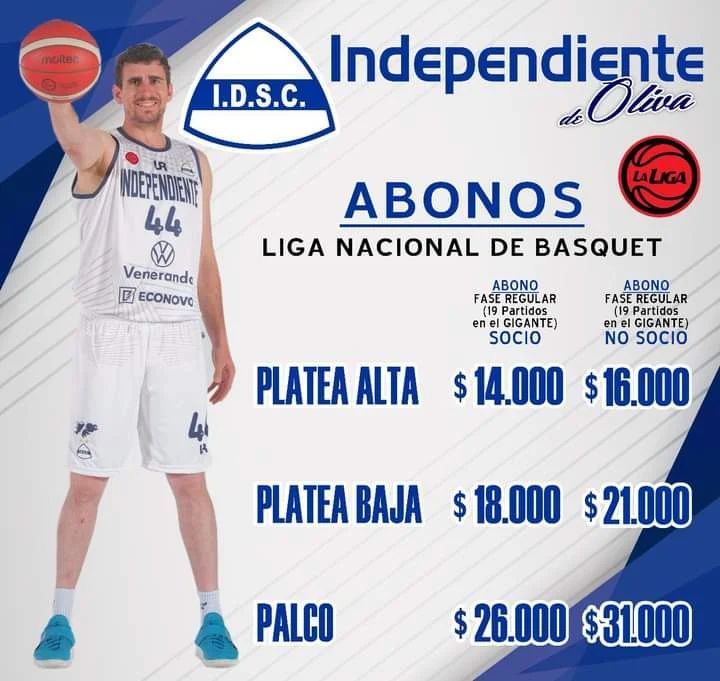 molten
I.D.S.C.
Independiente
de Oliva
LA LIGA
ABONOS
LIGA NACIONAL DE BASQUET
ABONO
FASE REGULAR
(19 Partidos
en el GIGANTE)
SOCIO
ABONO
FASE REGULAR
(19 Partidos
en el GIGANTE)
NO SOCIO
PLATEA ALTA $ 14.000 $ 16.000
PLATEA BAJA $ 18.000 $ 21.000
PALCO $ 26.000 $ 31.000
INDEPENDIENTE
44
Veneranda
ECONOVO
44